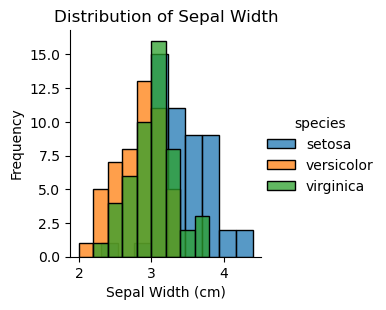 Distribution of Sepal Width
Frequency
15.0
12.5
10.0
7.5
5.0
2.5
0.0
2
3
4
Sepal Width (cm)
species
setosa
versicolor
virginica